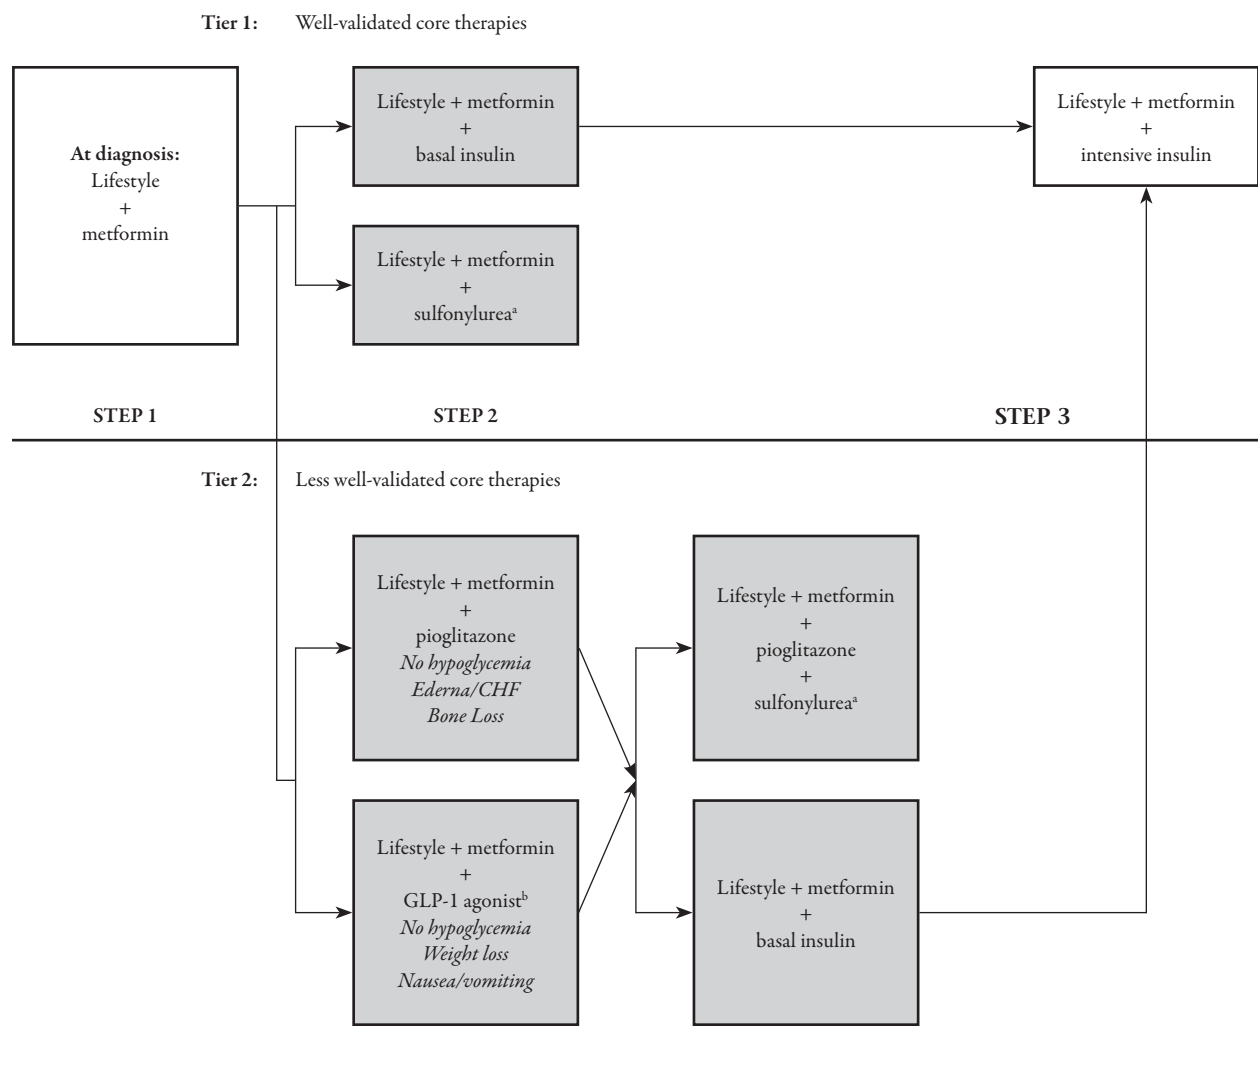 Tier 1: Well-validated core therapies
At diagnosis:
Lifestyle
+
metformin
Lifestyle + metformin
+
basal insulin
Lifestyle + metformin
+
sulfonylureaᵃ
Lifestyle + metformin
+
intensive insulin
STEP 1
STEP 2
STEP 3
Tier 2: Less well-validated core therapies
Lifestyle + metformin
+
pioglitazone
No hypoglycemia
Ederna/CHF
Bone Loss
Lifestyle + metformin
+
GLP-1 agonistᵇ
No hypoglycemia
Weight loss
Nausea/vomiting
Lifestyle + metformin
+
pioglitazone
+
sulfonylureaᵃ
Lifestyle + metformin
+
basal insulin